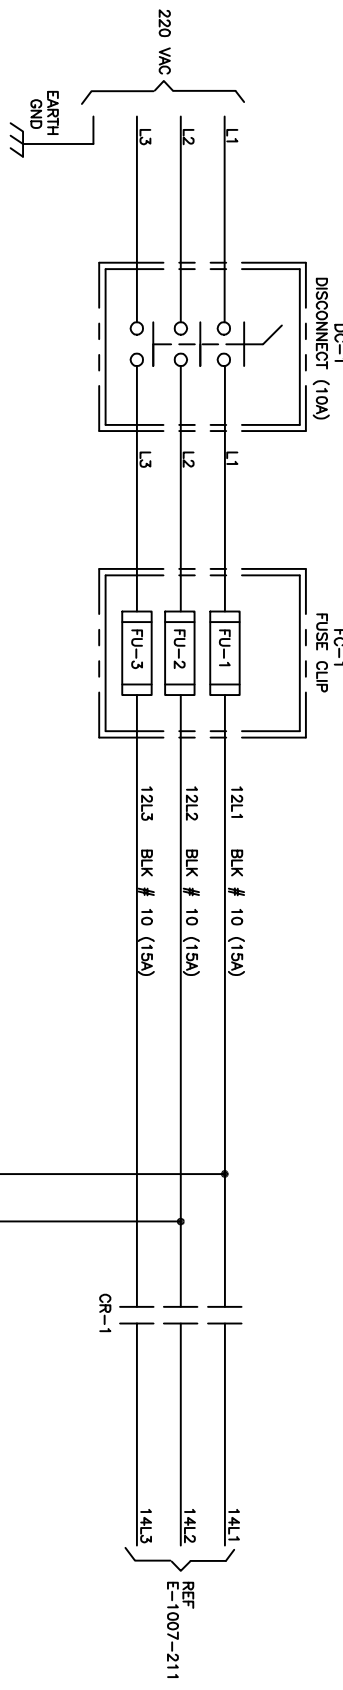 220 VAC
EARTH
GND
L1
L2
L3
DISCONNECT (10A)
L1
L2
L3
FUSE CLIP
FU-1
FU-2
FU-3
12L1 BLK # 10 (15A)
12L2 BLK # 10 (15A)
12L3 BLK # 10 (15A)
CR-1
14L1
14L2
14L3
REF
E-1007-211